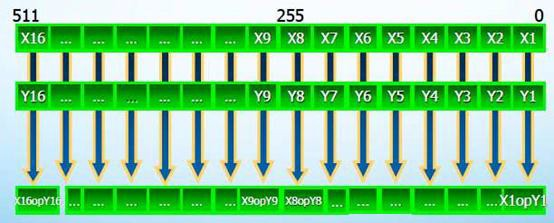 511 255 0
X16 ... ... ... ... ... ... X9 X8 X7 X6 X5 X4 X3 X2 X1
Y16 ... ... ... ... ... ... Y9 Y8 Y7 Y6 Y5 Y4 Y3 Y2 Y1
X16opY16 ... ... ... ... ... ... X9opY9 X8opY8 ... ... ... ... ... ... X1opY1